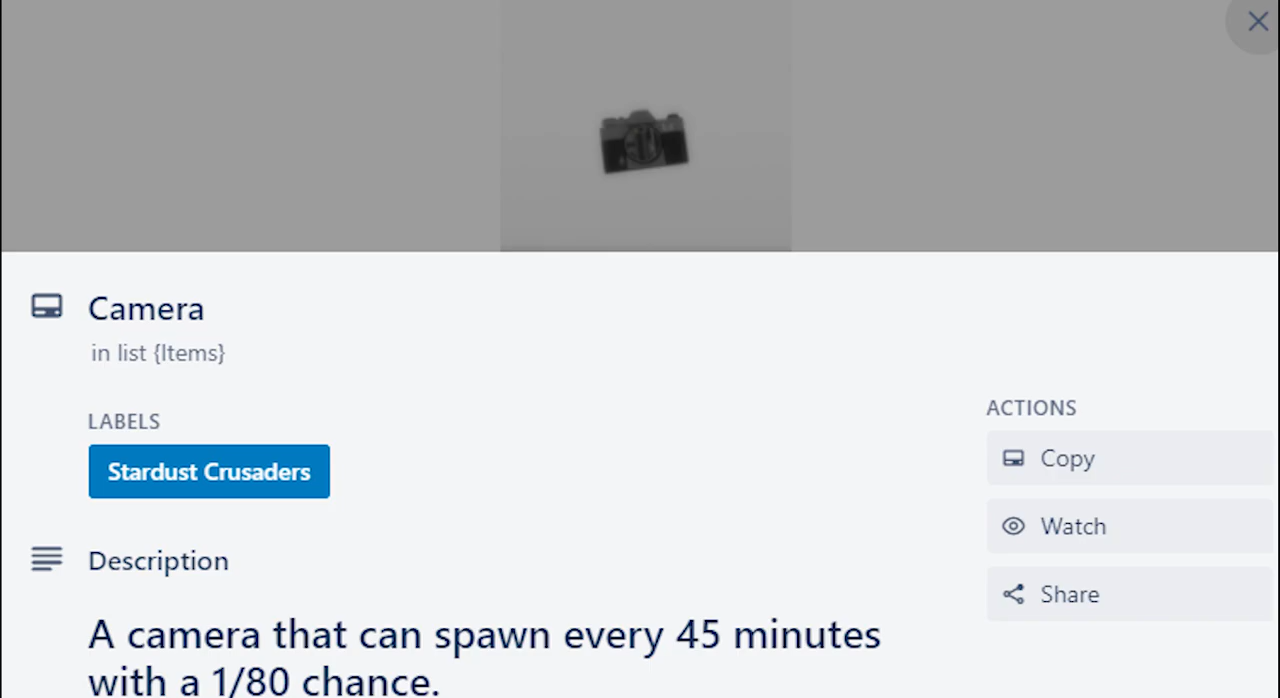 Camera
in list {Items}
LABELS
Stardust Crusaders
Description
A camera that can spawn every 45 minutes
with a 1/80 chance.
ACTIONS
Copy
Watch
Share